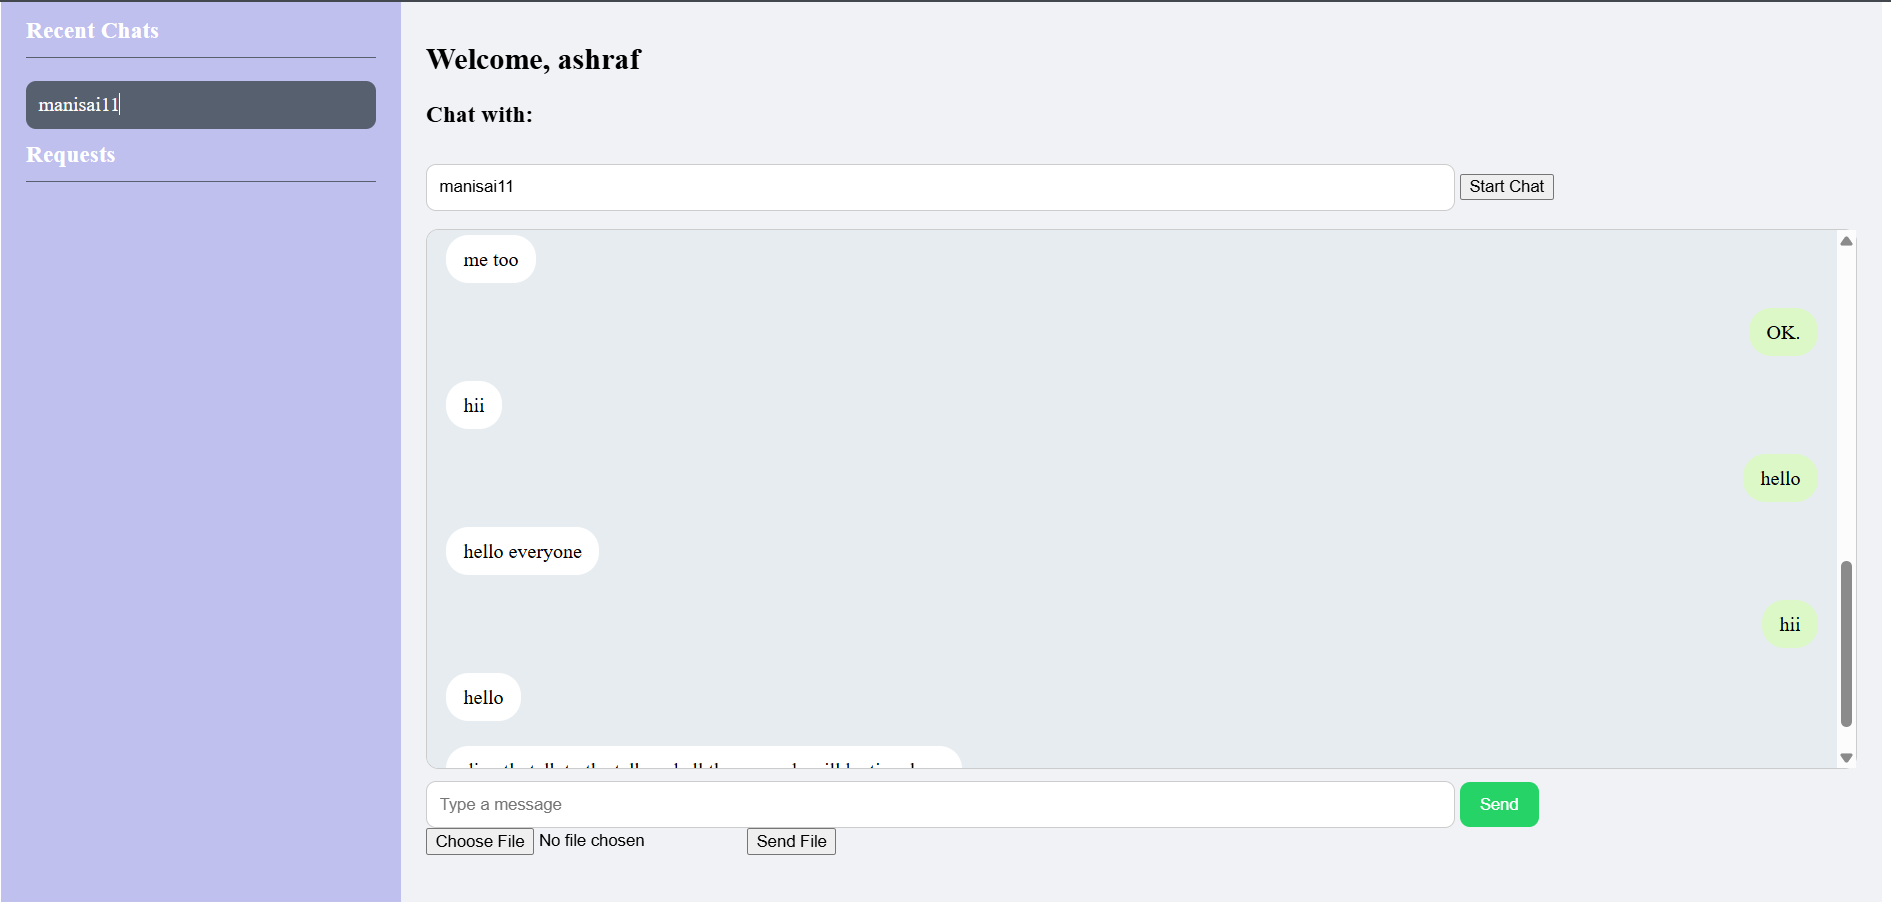 Recent Chats
manisai11
Requests
Welcome, ashraf
Chat with:
manisai11
Start Chat
me too
OK.
hii
hello
hello everyone
hii
hello
Type a message
Send
Choose File No file chosen
Send File